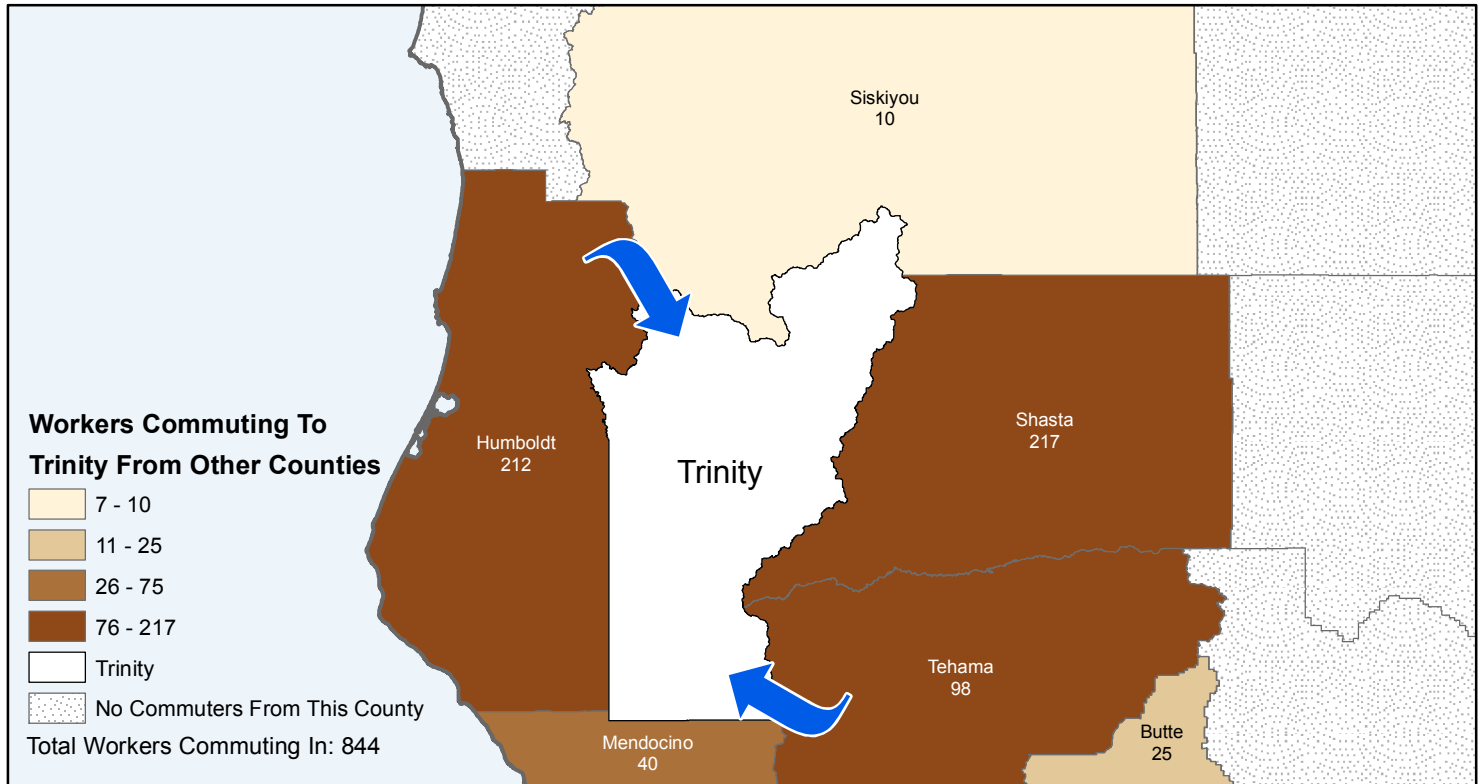 Siskiyou
10
Humboldt
212
Shasta
217
Trinity
Tehama
98
Mendocino
40
Butte
25
Workers Commuting To
Trinity From Other Counties
7 - 10
11 - 25
26 - 75
76 - 217
Trinity
No Commuters From This County
Total Workers Commuting In: 844